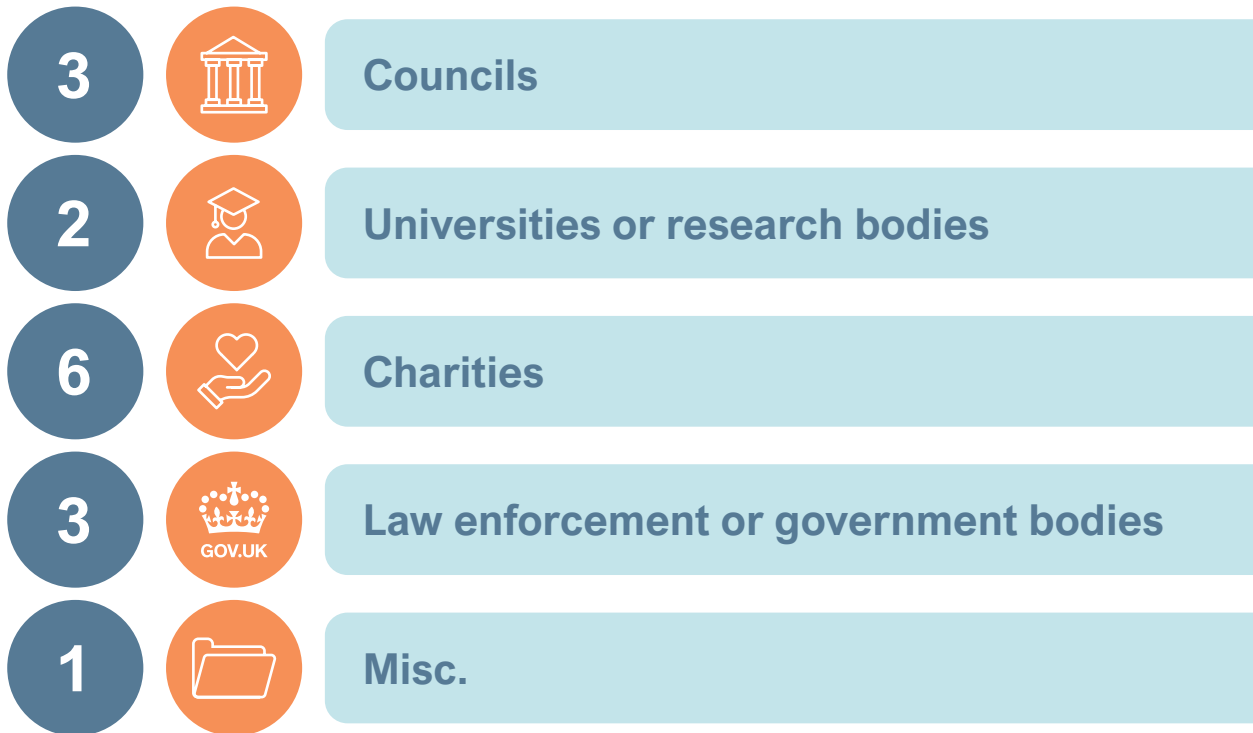 3 Councils
2 Universities or research bodies
6 Charities
3 GOV.UK Law enforcement or government bodies
1 Misc.